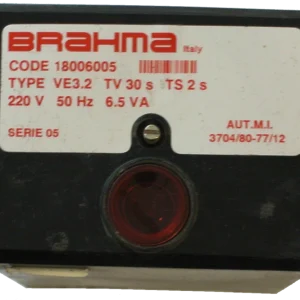 BRAHMA
Italy
CODE 18006005
TYPE VE3.2 TV 30 s TS 2 s
220 V 50 Hz 6.5 VA
SERIE 05
AUT.M.I.
3704/80-77/12